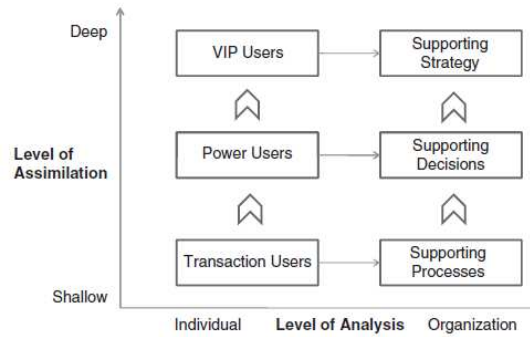 Deep
VIP Users
Supporting
Strategy
Level of
Assimilation
Power Users
Supporting
Decisions
Transaction Users
Supporting
Processes
Shallow
Individual Level of Analysis Organization